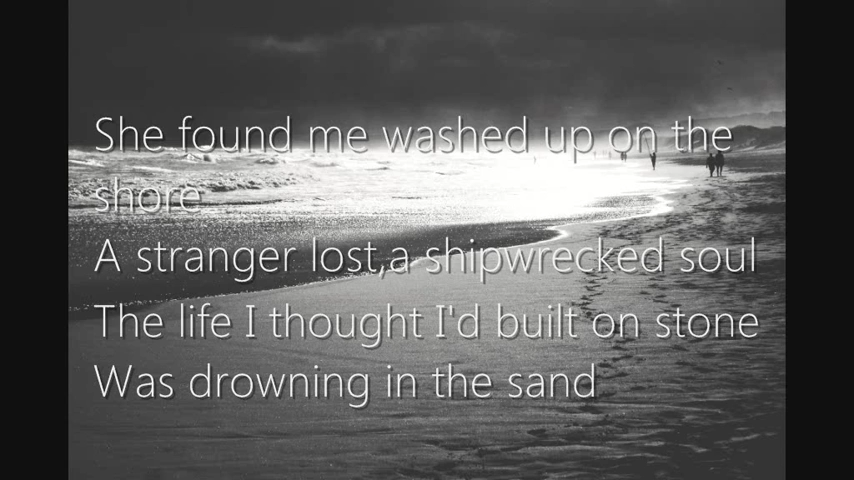 She found me washed up on the
shore
A stranger lost,a shipwrecked soul
The life I thought I'd built on stone
Was drowning in the sand